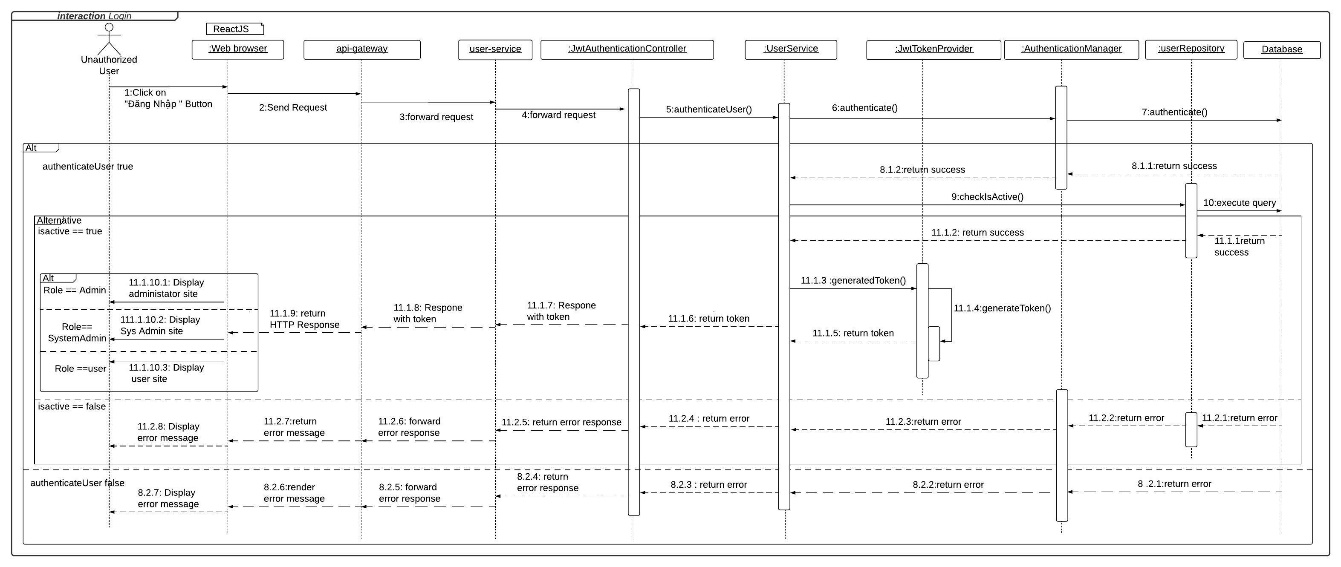 interaction Login
ReactJS
Unauthorized
User
:Web browser
api-gateway
user-service
:JwtAuthenticationController
:UserService
:JwtTokenProvider
:AuthenticationManager
:userRepository
Database
1:Click on
"Đăng Nhập " Button
2:Send Request
3:forward request
4:forward request
5:authenticateUser()
6:authenticate()
7:authenticate()
Alt
authenticateUser true
8.1.2:return success
8.1.1:return success
9:checkIsActive()
10:execute query
Alternative
isactive == true
11.1.2: return success
11.1.1return
success
Alt
Role == Admin
11.1.10.1: Display
administator site
11.1.3 :generatedToken()
11.1.4:generateToken()
11.1.9: return
HTTP Response
11.1.8: Respone
with token
11.1.7: Respone
with token
11.1.6: return token
11.1.5: return token
Role==
SystemAdmin
111.1.10.2: Display
Sys Admin site
Role ==user
11.1.10.3: Display
user site
isactive == false
11.2.8: Display
error message
11.2.7:return
error message
11.2.6: forward
error response
11.2.5: return error response
11.2.4 : return error
11.2.3:return error
11.2.2:return error
11.2.1:return error
authenticateUser false
8.2.7: Display
error message
8.2.6:render
error message
8.2.5: forward
error response
8.2.4: return
error response
8.2.3 : return error
8.2.2:return error
8 .2.1: return error